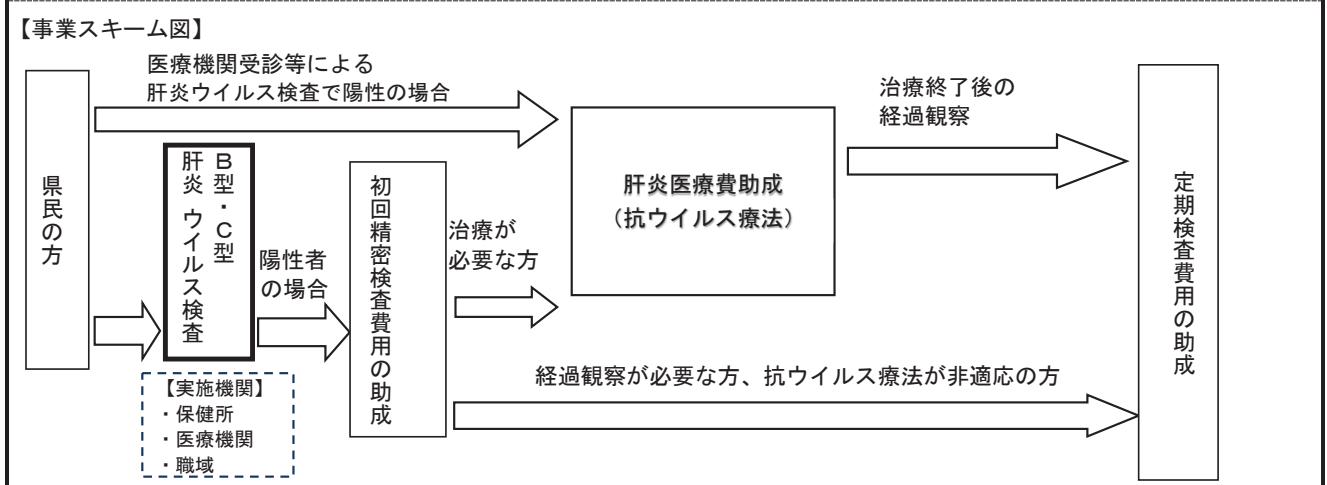 【事業スキーム図】
医療機関受診等による
肝炎ウイルス検査で陽性の場合
県民の方
B型・C型
肝炎 ウイルス検査
【実施機関】
・保健所
・医療機関
・職域
陽性者
の場合
初回精密検査費用の助成
治療が
必要な方
肝炎医療費助成
（抗ウイルス療法）
治療終了後の
経過観察
経過観察が必要な方、抗ウイルス療法が非適応の方
定期検査費用の助成